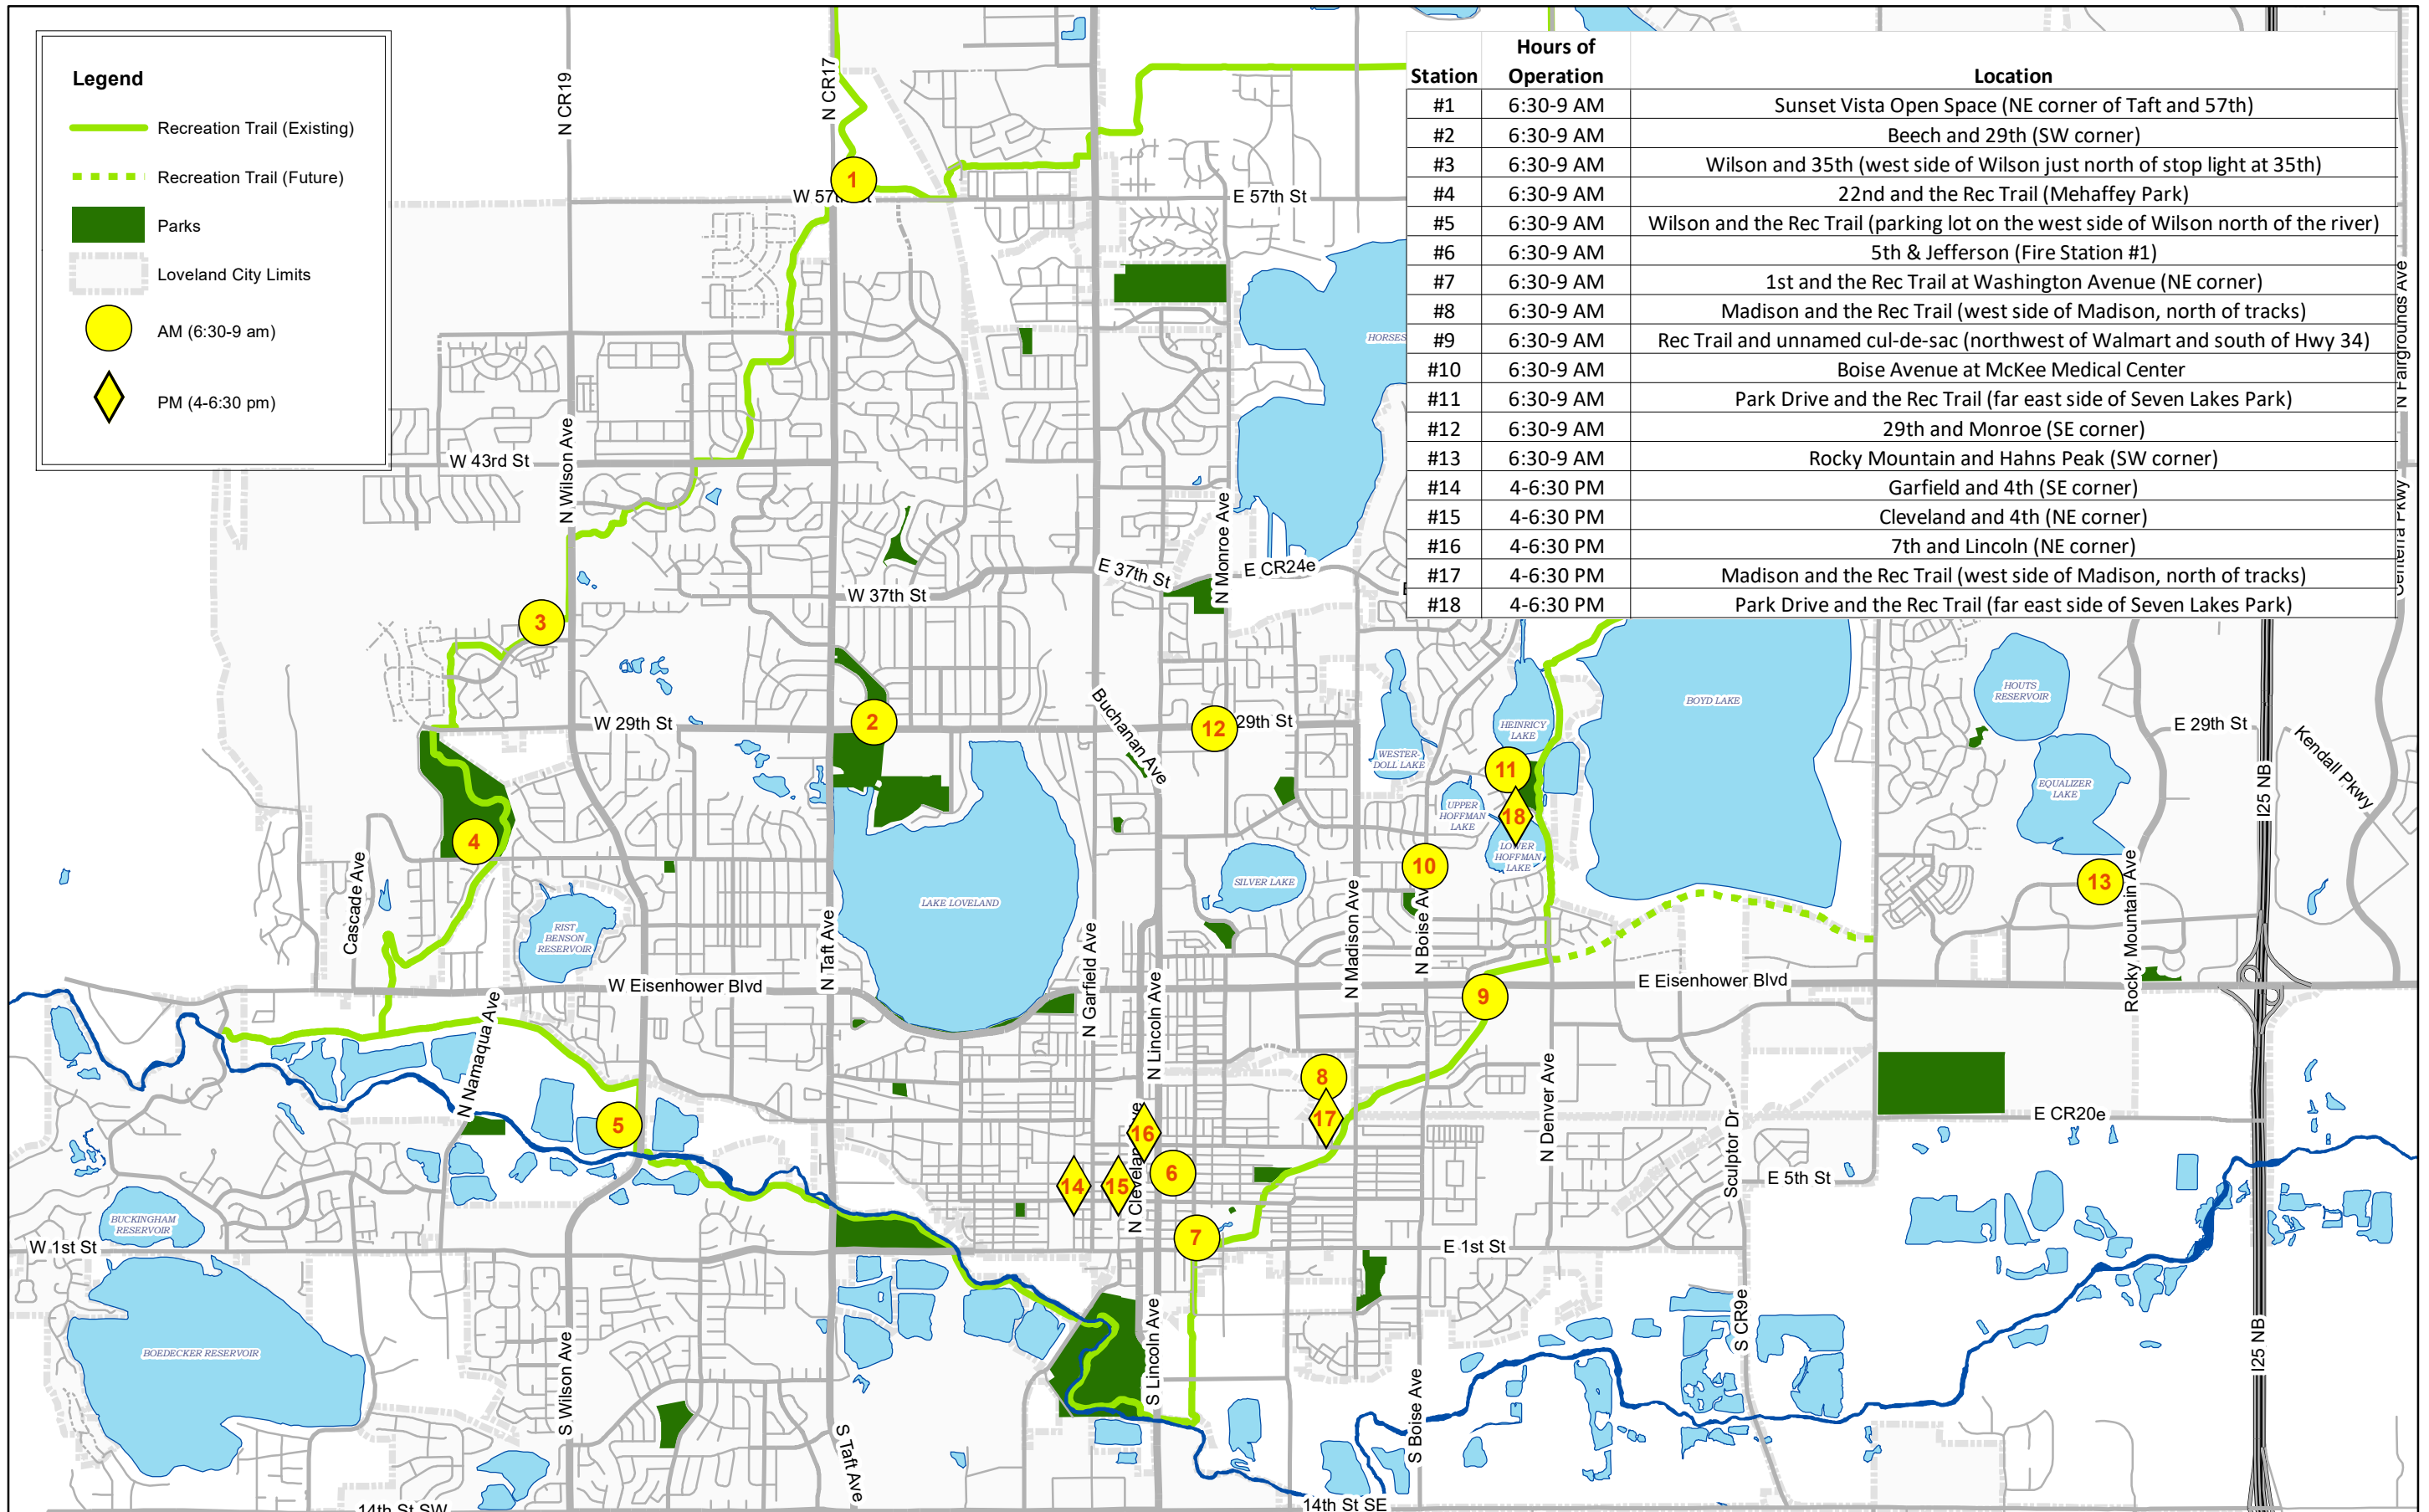 Legend
Recreation Trail (Existing)
Recreation Trail (Future)
Parks
Loveland City Limits
AM (6:30-9 am)
PM (4-6:30 pm)
Station Hours of Operation Location
#1 6:30-9 AM Sunset Vista Open Space (NE corner of Taft and 57th)
#2 6:30-9 AM Beech and 29th (SW corner)
#3 6:30-9 AM Wilson and 35th (west side of Wilson just north of stop light at 35th)
#4 6:30-9 AM 22nd and the Rec Trail (Mehaffey Park)
#5 6:30-9 AM Wilson and the Rec Trail (parking lot on the west side of Wilson north of the river)
#6 6:30-9 AM 5th & Jefferson (Fire Station #1)
#7 6:30-9 AM 1st and the Rec Trail at Washington Avenue (NE corner)
#8 6:30-9 AM Madison and the Rec Trail (west side of Madison, north of tracks)
#9 6:30-9 AM Rec Trail and unnamed cul-de-sac (northwest of Walmart and south of Hwy 34)
#10 6:30-9 AM Boise Avenue at McKee Medical Center
#11 6:30-9 AM Park Drive and the Rec Trail (far east side of Seven Lakes Park)
#12 6:30-9 AM 29th and Monroe (SE corner)
#13 6:30-9 AM Rocky Mountain and Hahns Peak (SW corner)
#14 4-6:30 PM Garfield and 4th (SE corner)
#15 4-6:30 PM Cleveland and 4th (NE corner)
#16 4-6:30 PM 7th and Lincoln (NE corner)
#17 4-6:30 PM Madison and the Rec Trail (west side of Madison, north of tracks)
#18 4-6:30 PM Park Drive and the Rec Trail (far east side of Seven Lakes Park)
N CR19
N CR17
1
E 57th St
N Fairgrounds Ave
W 43rd St
N Wilson Ave
N Monroe Ave
E 37th St
E CR24e
W 37th St
3
BOYD LAKE
HOUTS RESERVOIR
W 29th St
2
Buchanan Ave
12
29th St
HEINRICY LAKE
WESTER-DOLL LAKE
E 29th St
Kendall Pkwy
11
EQUALIZER LAKE
I25 NB
UPPER HOFFMAN LAKE
18
4
LOWER HOFFMAN LAKE
10
SILVER LAKE
13
Cascade Ave
LAKE LOVELAND
RIST BENSON RESERVOIR
N Taft Ave
N Garfield Ave
N Lincoln Ave
N Madison Ave
N Boise Ave
Rocky Mountain Ave
W Eisenhower Blvd
E Eisenhower Blvd
9
N Namaqua Ave
8
N Denver Ave
5
16
17
E CR20e
Sculptor Dr
14
15
6
E 5th St
BUCKINGHAM RESERVOIR
7
W 1st St
E 1st St
BOEDECKER RESERVOIR
S Wilson Ave
S Taft Ave
S Lincoln Ave
S Boise Ave
S CR9e
I25 NB
14th St SW
14th St SE